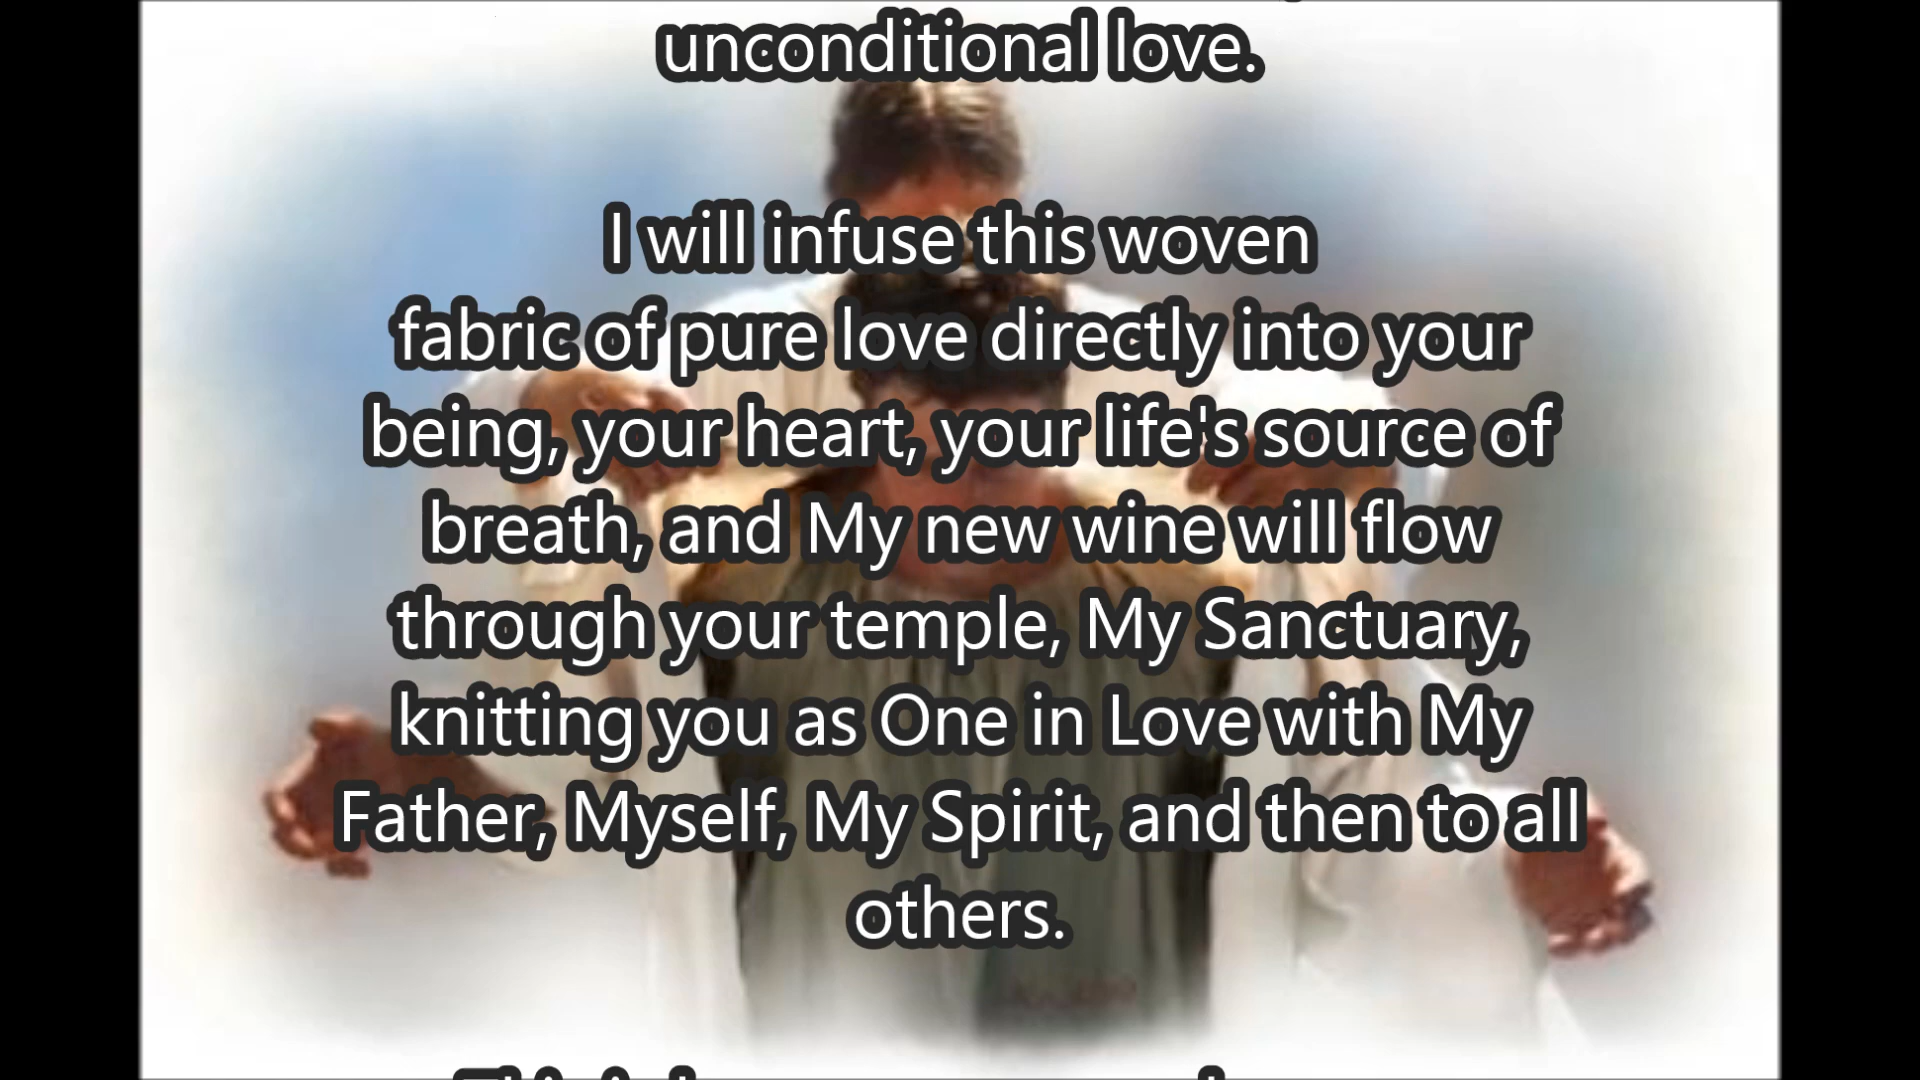 unconditional love.
I will infuse this woven
fabric of pure love directly into your
being, your heart, your life's source of
breath, and My new wine will flow
through your temple, My Sanctuary,
knitting you as One in Love with My
Father, Myself, My Spirit, and then to all
others.